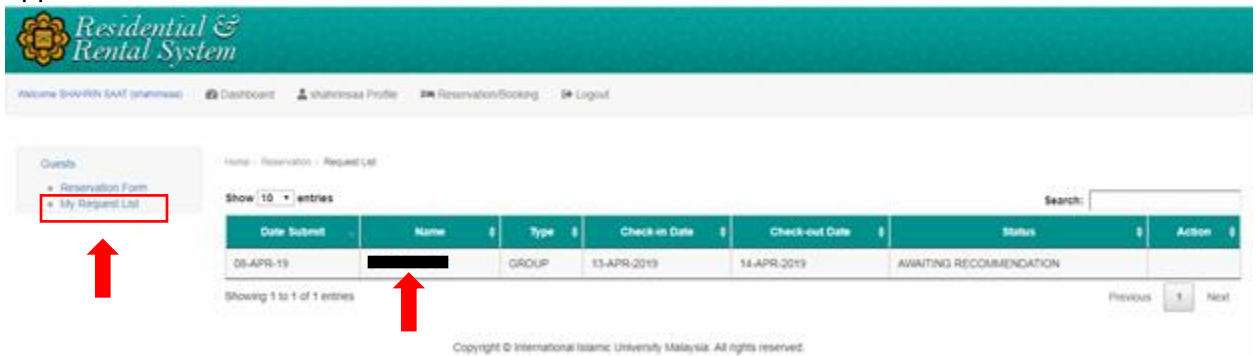 Residential &
Rental System
Welcome SHAHRIN SAAT (shahrinsaa) Dashboard shahrinsaa Profile Reservation/Booking Logout
Guests
Reservation Form
My Request List
Home Reservation Request List
Show 10 entries
Search:
Date Submit Name Type Check-in Date Check-out Date Status Action
08-APR-19 GROUP 13-APR-2019 14-APR-2019 AWAITING RECOMMENDATION
Showing 1 to 1 of 1 entries
Previous 1 Next
Copyright © International Islamic University Malaysia. All rights reserved.